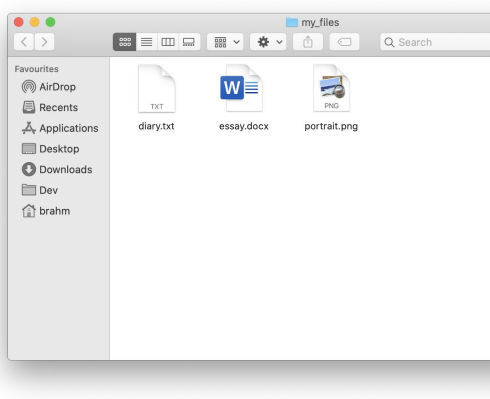 my_files
Search
Favourites
AirDrop
Recents
Applications
Desktop
Downloads
Dev
brahm
TXT
W
PNG
diary.txt
essay.docx
portrait.png